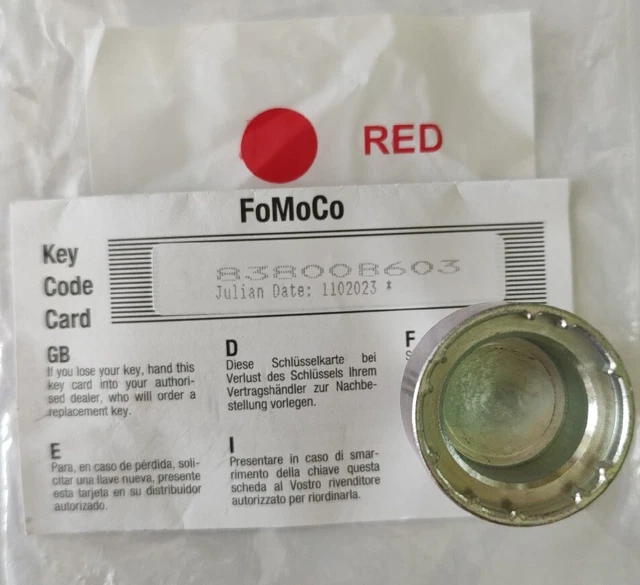 RED
FoMoCo
Key
Code
Card
83800B603
Julian Date: 1102023 *
GB
If you lose your key, hand this
key card into your authori-
sed dealer, who will order a
replacement key.
D
Diese Schlüsselkarte bei
Verlust des Schlüssels Ihrem
Vertragshändler zur Nachbe-
stellung vorlegen.
F
E
Para, en caso de pérdida, soli-
citar una llave nueva, presente
esta tarjeta en su distribuidor
autorizado.
I
Presentare in caso di smar-
rimento della chiave questa
scheda al Vostro rivenditore
autorizzato per riordinarla.